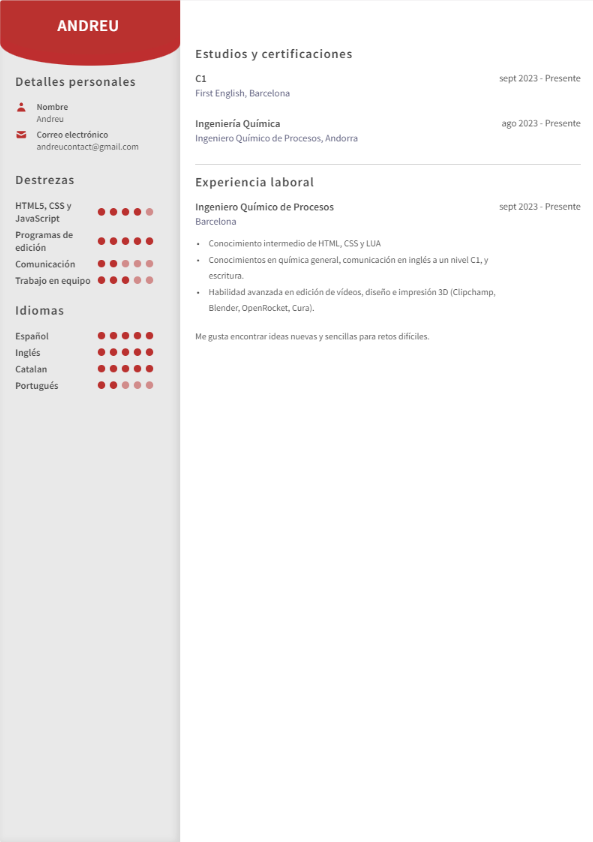 ANDREU
Detalles personales
Nombre
Andreu
Correo electrónico
andreucontact@gmail.com
Destrezas
HTML5, CSS y
JavaScript
Programas de
edición
Comunicación
Trabajo en equipo
Idiomas
Español
Inglés
Catalan
Portugués
Estudios y certificaciones
C1 sept 2023 - Presente
First English, Barcelona
Ingeniería Química ago 2023 - Presente
Ingeniero Químico de Procesos, Andorra
Experiencia laboral
Ingeniero Químico de Procesos sept 2023 - Presente
Barcelona
• Conocimiento intermedio de HTML, CSS y LUA
• Conocimientos en química general, comunicación en inglés a un nivel C1, y
escritura.
• Habilidad avanzada en edición de vídeos, diseño e impresión 3D (Clipchamp,
Blender, OpenRocket, Cura).
Me gusta encontrar ideas nuevas y sencillas para retos difíciles.